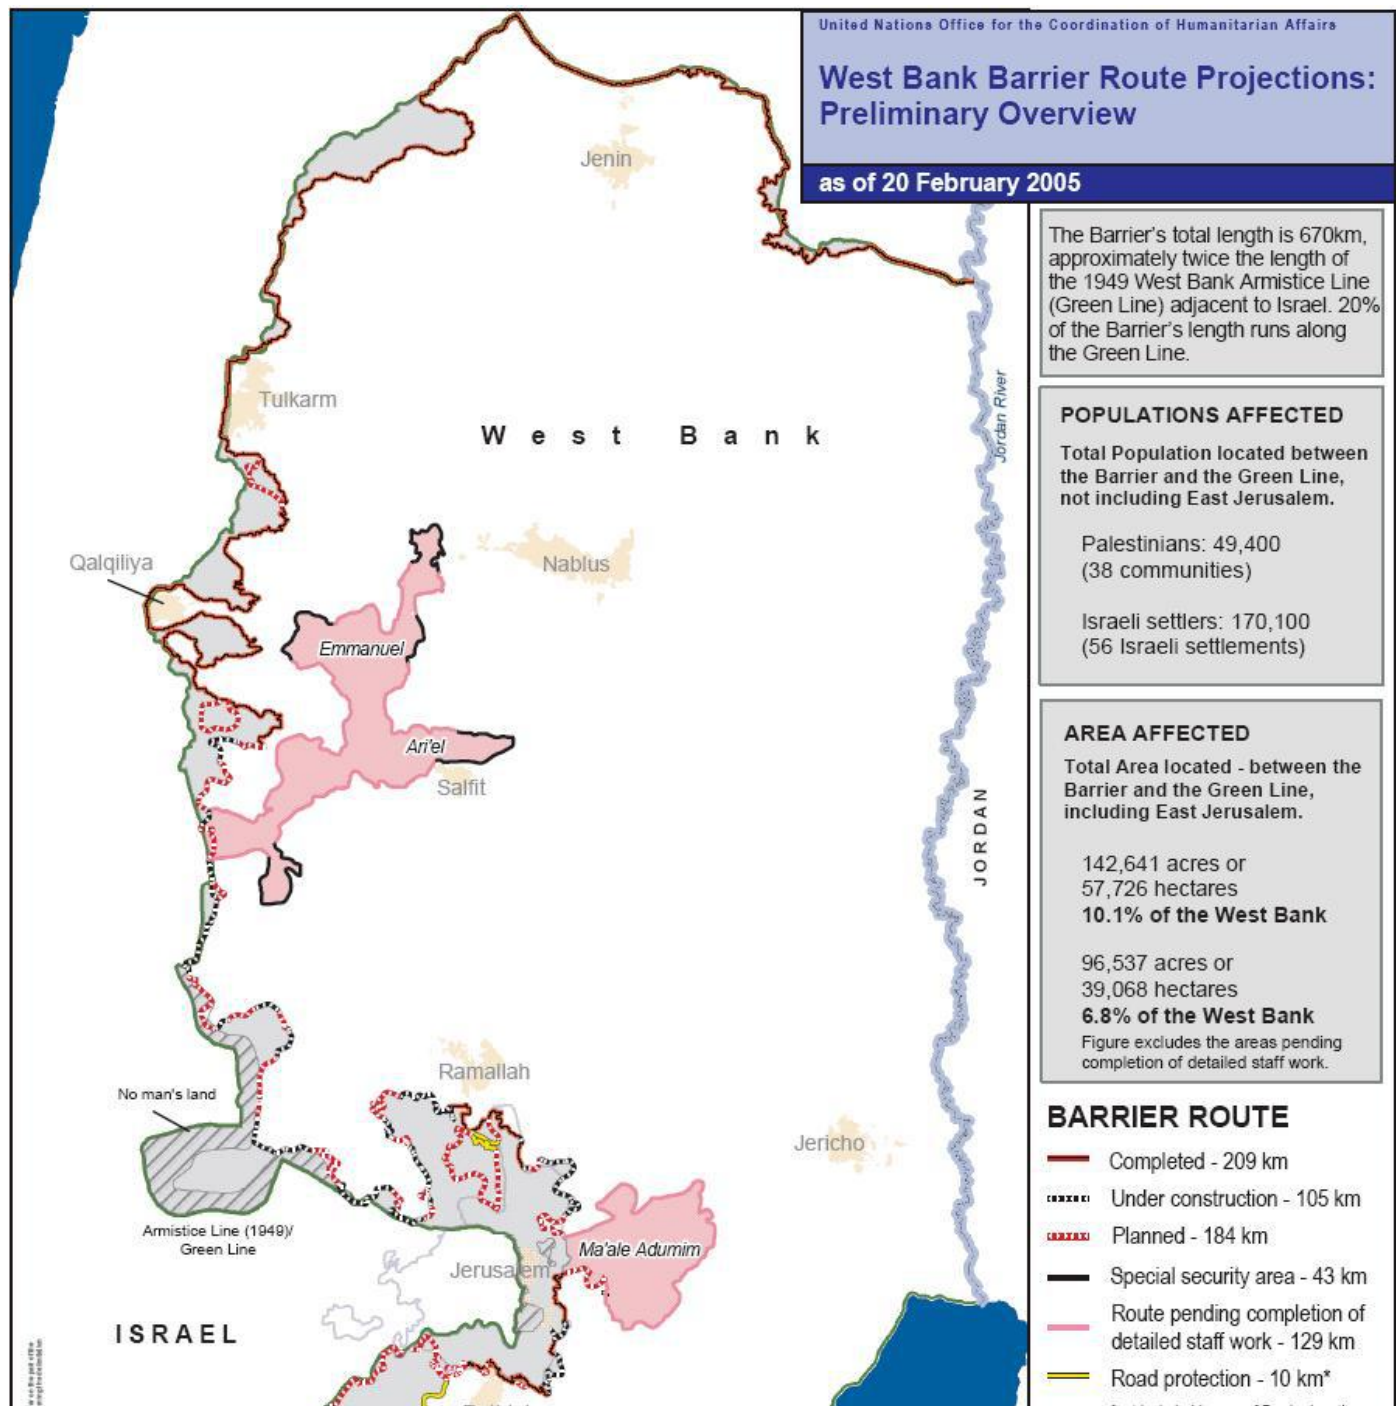 United Nations Office for the Coordination of Humanitarian Affairs
West Bank Barrier Route Projections:
Preliminary Overview
as of 20 February 2005
The Barrier's total length is 670km,
approximately twice the length of
the 1949 West Bank Armistice Line
(Green Line) adjacent to Israel. 20%
of the Barrier's length runs along
the Green Line.
POPULATIONS AFFECTED
Total Population located between
the Barrier and the Green Line,
not including East Jerusalem.
Palestinians: 49,400
(38 communities)
Israeli settlers: 170,100
(56 Israeli settlements)
AREA AFFECTED
Total Area located - between the
Barrier and the Green Line,
including East Jerusalem.
142,641 acres or
57,726 hectares
10.1% of the West Bank
96,537 acres or
39,068 hectares
6.8% of the West Bank
Figure excludes the areas pending
completion of detailed staff work.
BARRIER ROUTE
Completed - 209 km
Under construction - 105 km
Planned - 184 km
Special security area - 43 km
Route pending completion of
detailed staff work - 129 km
Road protection - 10 km*
Jenin
Tulkarm
West Bank
Jordan River
Qalqiliya
Nablus
Emmanuel
Ari'el
Salfit
JORDAN
Ramallah
No man's land
Jericho
Armistice Line (1949)/
Green Line
Ma'ale Adumim
Jerusalem
ISRAEL